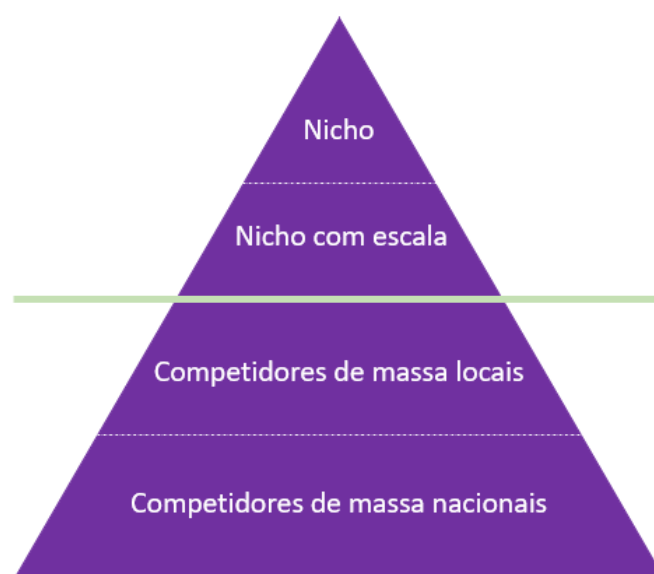 Nicho
Nicho com escala
Competidores de massa locais
Competidores de massa nacionais